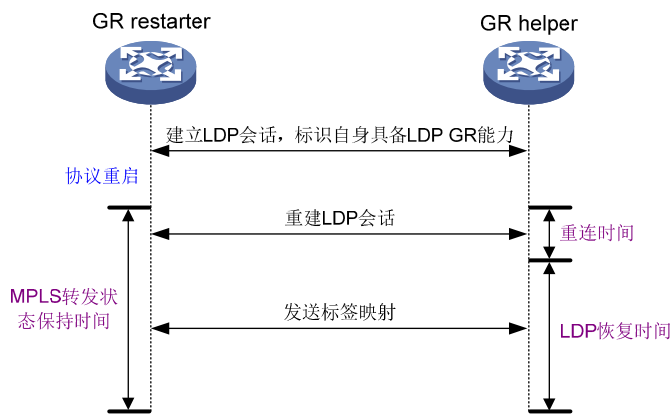 GR restarter
GR helper
建立LDP会话，标识自身具备LDP GR能力
协议重启
重建LDP会话
重连时间
MPLS转发状
态保持时间
发送标签映射
LDP恢复时间